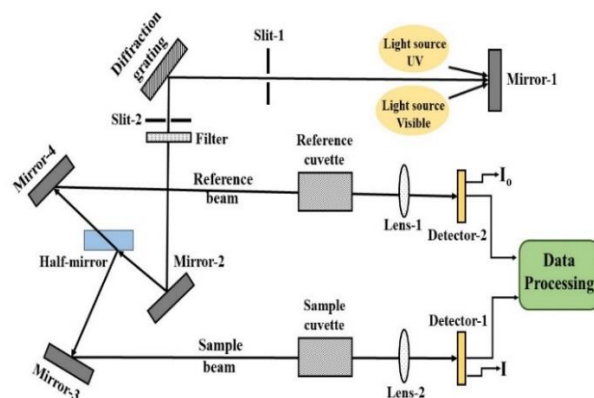 Slit-1
Light source
UV
Diffraction
grating
Mirror-1
Light source
Visible
Slit-2
Filter
Reference
cuvette
Mirror-4
Reference
beam
I₀
Lens-1
Detector-2
Half-mirror
Mirror-2
Data
Processing
Sample
cuvette
Detector-1
Sample
beam
Mirror-3
Lens-2
I